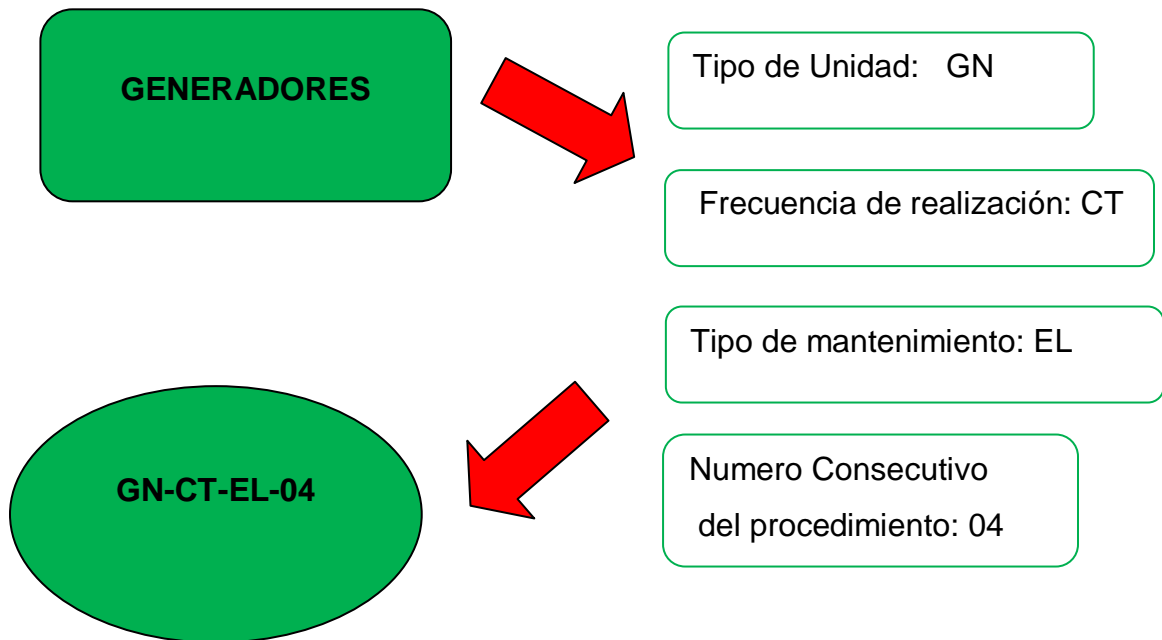 GENERADORES
Tipo de Unidad: GN
Frecuencia de realización: CT
Tipo de mantenimiento: EL
Numero Consecutivo
del procedimiento: 04
GN-CT-EL-04